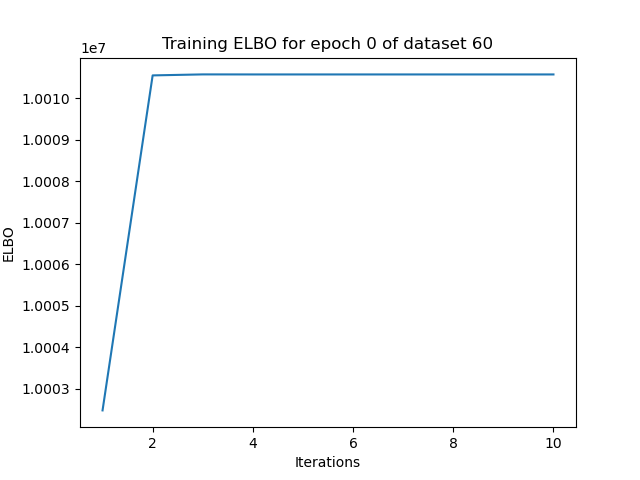 Training ELBO for epoch 0 of dataset 60
1e7
1.0010
1.0009
1.0008
1.0007
1.0006
1.0005
1.0004
1.0003
ELBO
2 4 6 8 10
Iterations